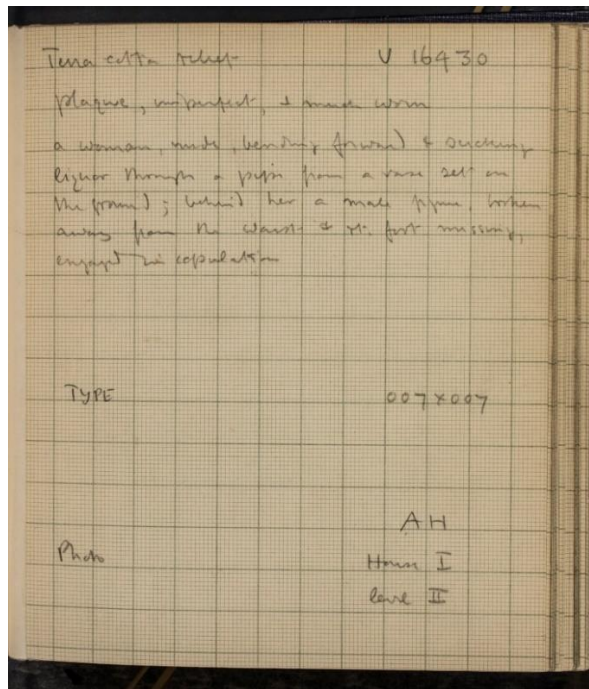 Terra cotta relief U 16430
plaque, imperfect, & much worn
a woman, nude, bending forward & sucking
liquor through a pipe from a vase set on
the ground; behind her a male figure, broken
away from the waist & rt. foot missing,
engaged in copulation
TYPE 007 x 007
AH
Photo House I
level II